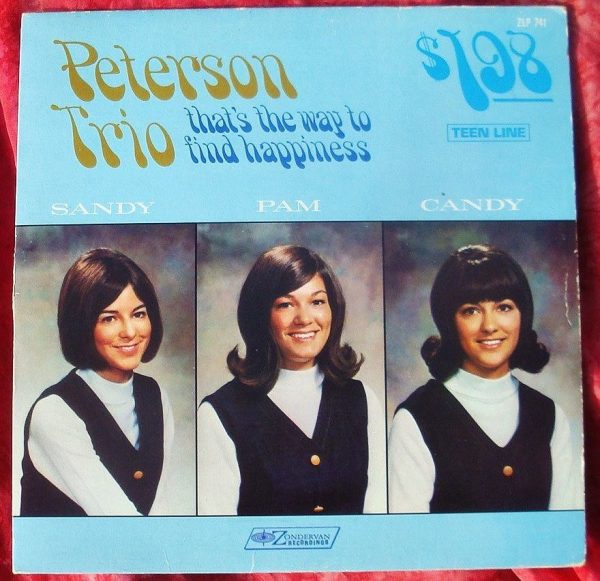 ZLP 741
Peterson
Trio
that's the way to
find happiness
$1.98
TEEN LINE
SANDY PAM CANDY
ZONDERVAN
RECORDINGS